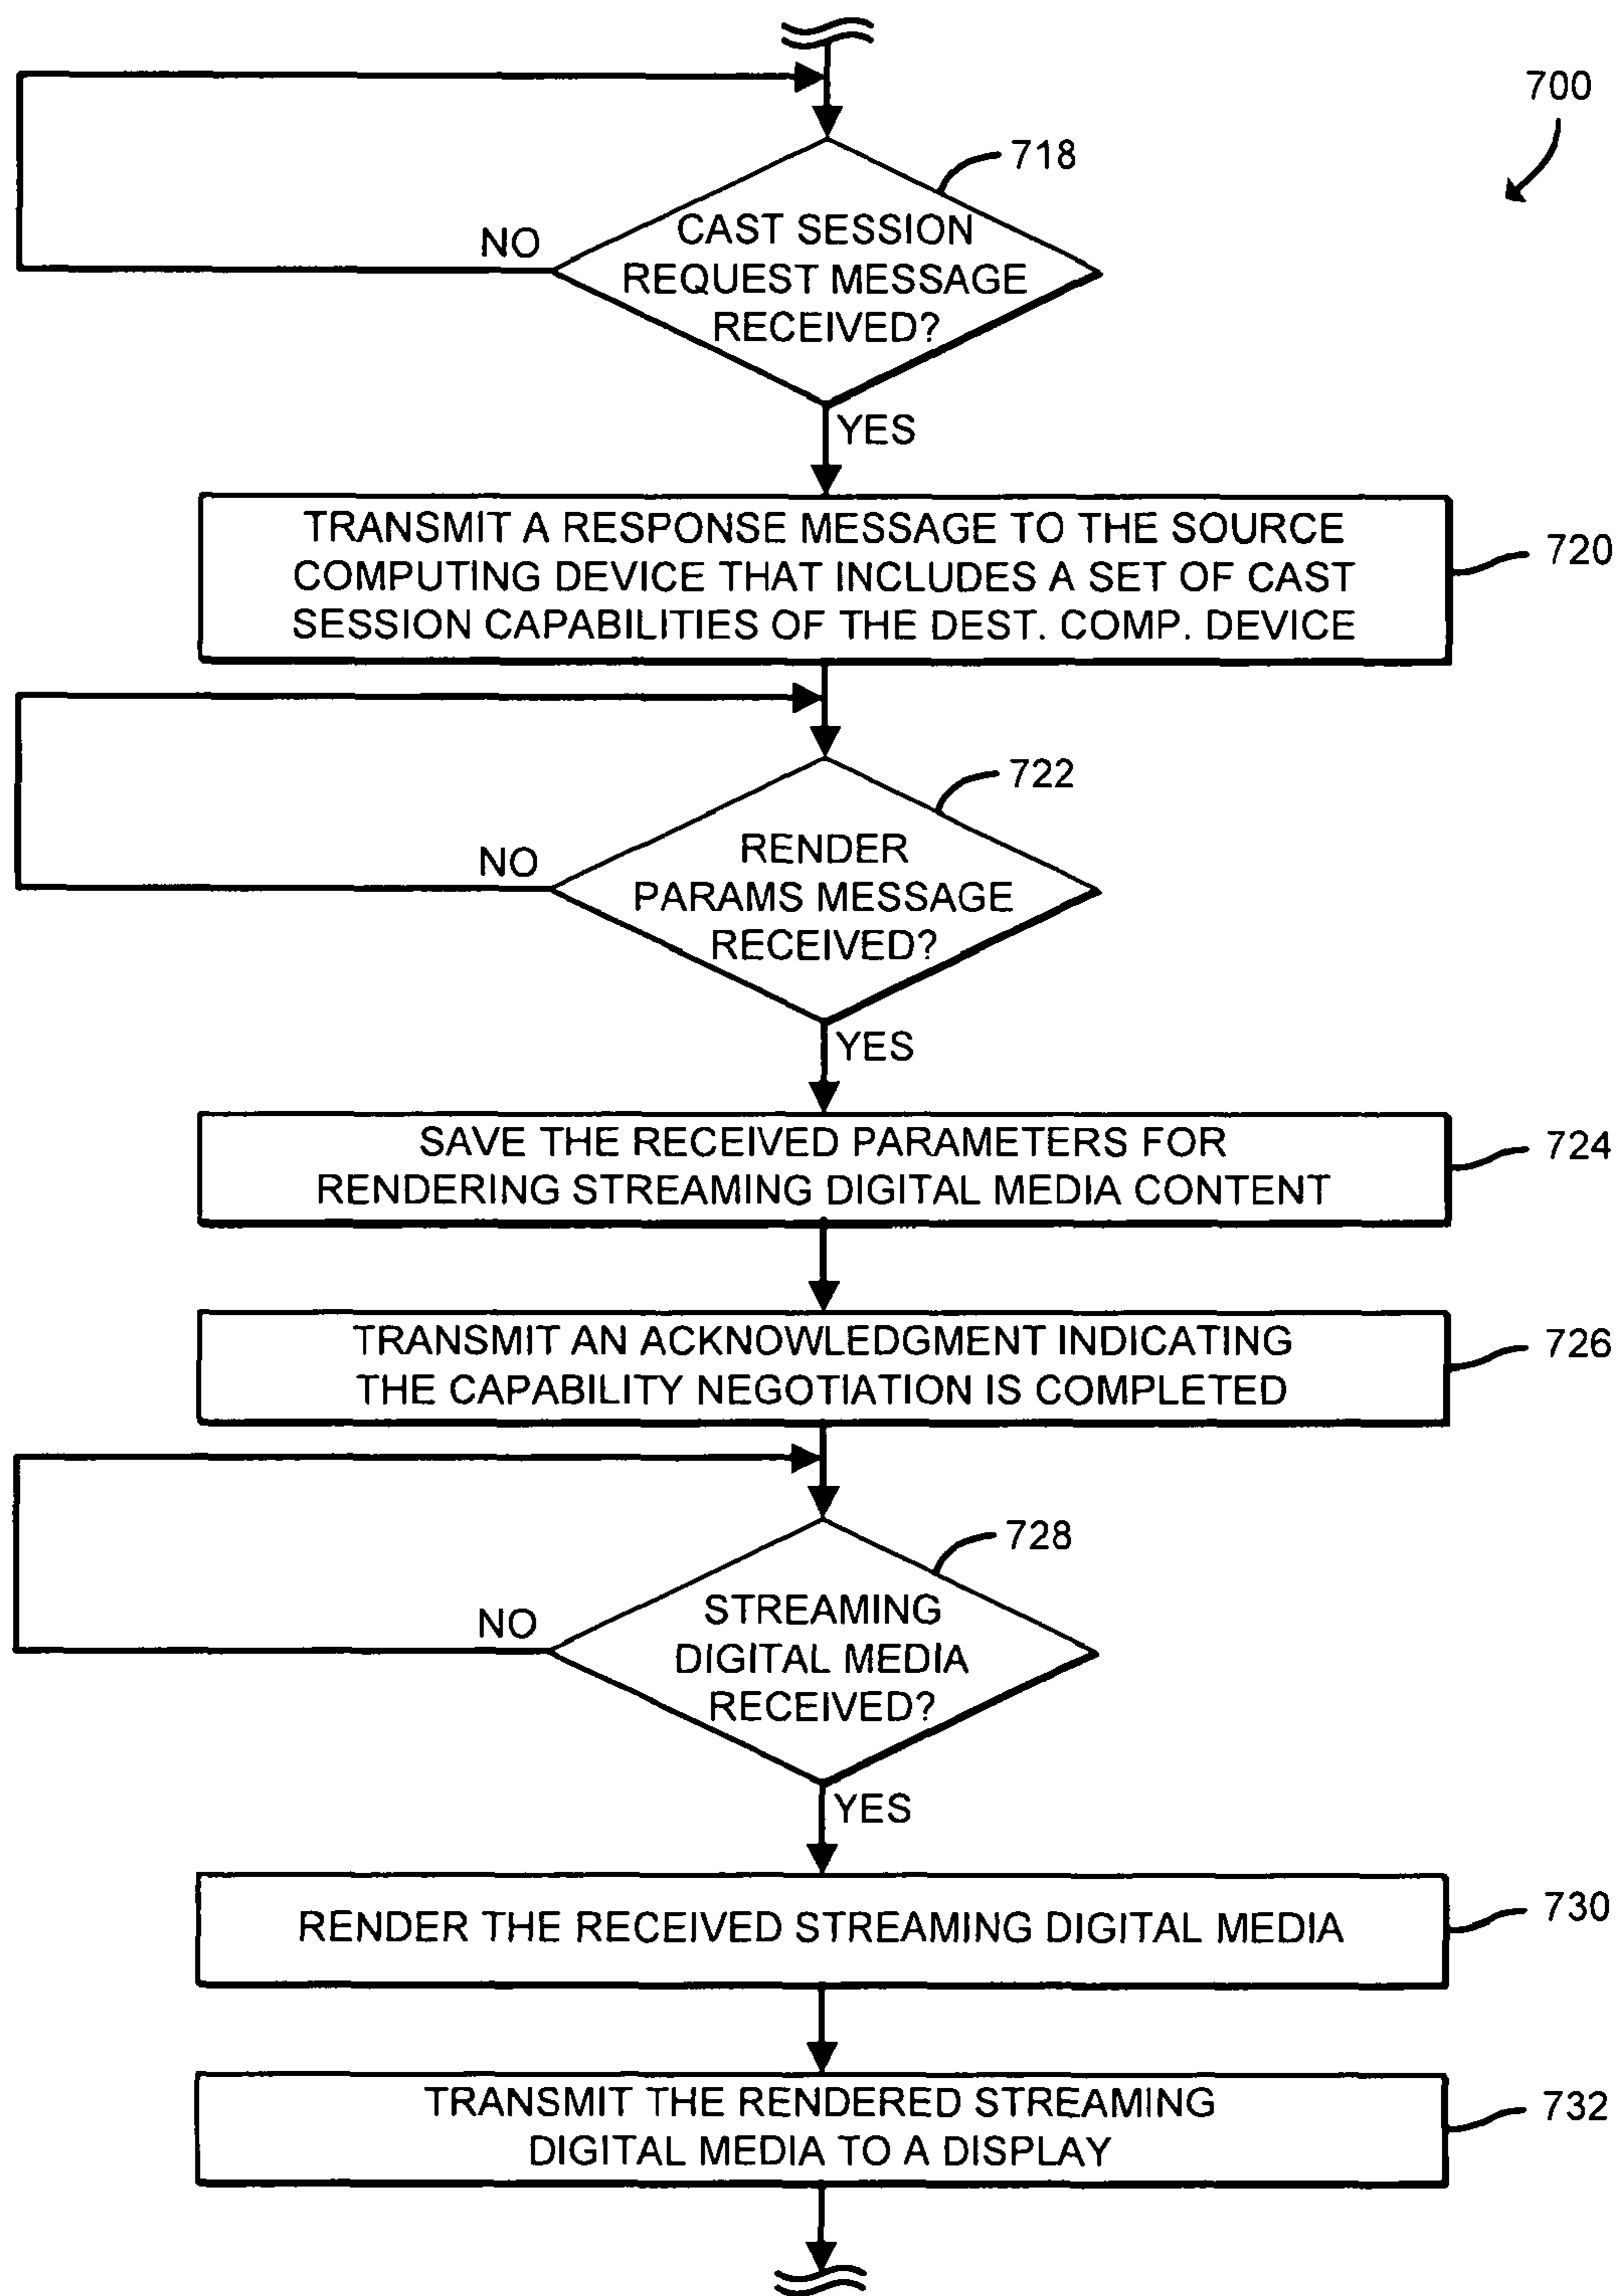 700
718
CAST SESSION
REQUEST MESSAGE
RECEIVED?
NO
YES
TRANSMIT A RESPONSE MESSAGE TO THE SOURCE
COMPUTING DEVICE THAT INCLUDES A SET OF CAST
SESSION CAPABILITIES OF THE DEST. COMP. DEVICE
720
722
RENDER
PARAMS MESSAGE
RECEIVED?
NO
YES
SAVE THE RECEIVED PARAMETERS FOR
RENDERING STREAMING DIGITAL MEDIA CONTENT
724
TRANSMIT AN ACKNOWLEDGMENT INDICATING
THE CAPABILITY NEGOTIATION IS COMPLETED
726
728
STREAMING
DIGITAL MEDIA
RECEIVED?
NO
YES
RENDER THE RECEIVED STREAMING DIGITAL MEDIA
730
TRANSMIT THE RENDERED STREAMING
DIGITAL MEDIA TO A DISPLAY
732